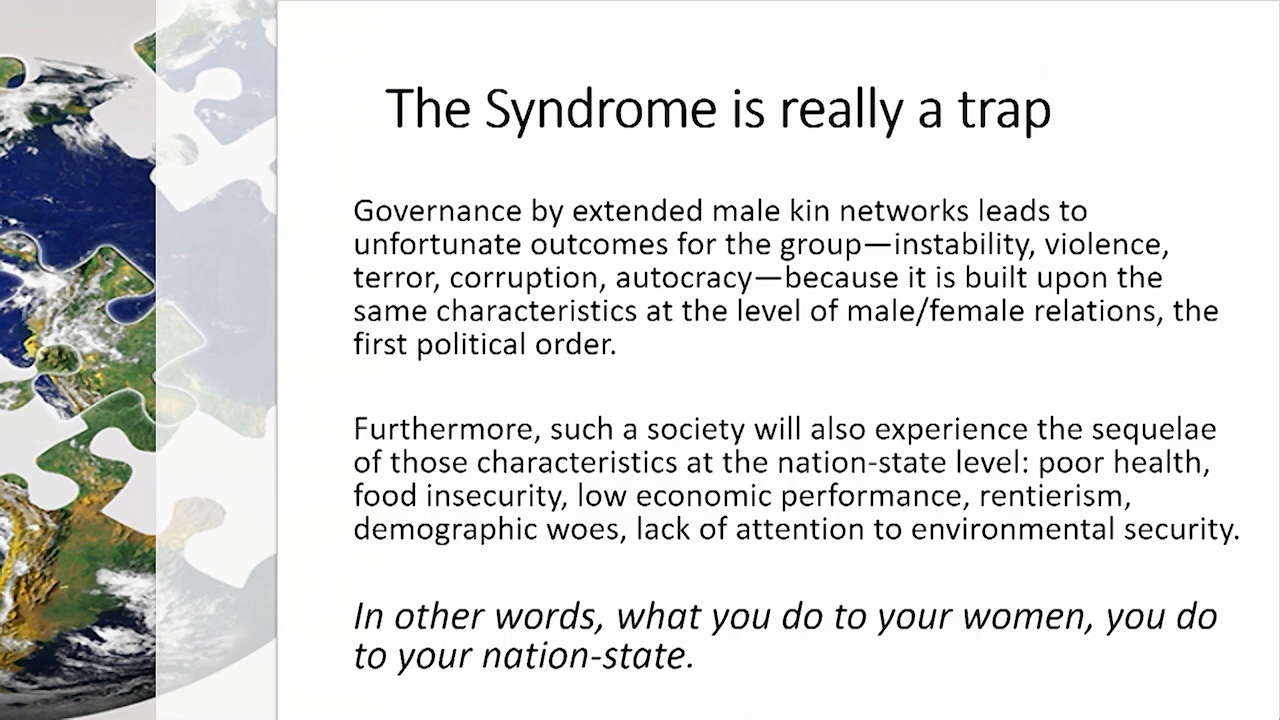 The Syndrome is really a trap
Governance by extended male kin networks leads to
unfortunate outcomes for the group—instability, violence,
terror, corruption, autocracy—because it is built upon the
same characteristics at the level of male/female relations, the
first political order.
Furthermore, such a society will also experience the sequelae
of those characteristics at the nation-state level: poor health,
food insecurity, low economic performance, rentierism,
demographic woes, lack of attention to environmental security.
In other words, what you do to your women, you do
to your nation-state.